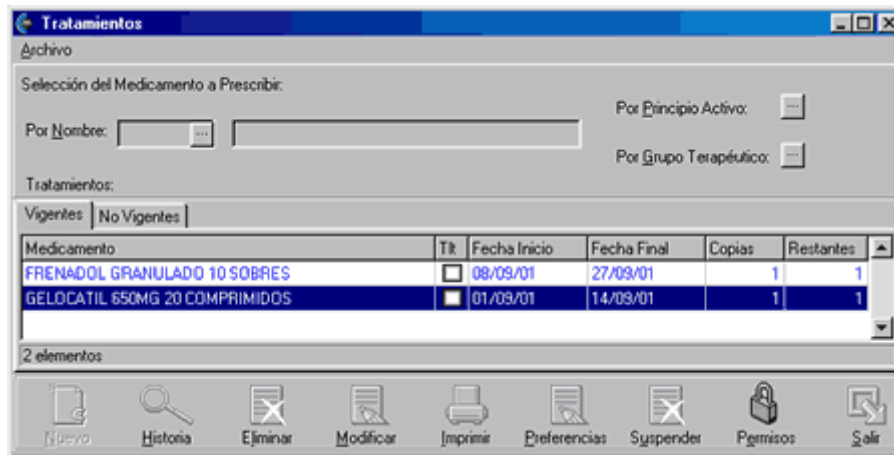 Tratamientos
Archivo
Selección del Medicamento a Prescribir:
Por Principio Activo: ...
Por Nombre: ...
Por Grupo Terapéutico: ...
Tratamientos:
Vigentes No Vigentes
Medicamento Tlt Fecha Inicio Fecha Final Copias Restantes
FRENADOL GRANULADO 10 SOBRES 08/09/01 27/09/01 1 1
GELOCATIL 650MG 20 COMPRIMIDOS 01/09/01 14/09/01 1 1
2 elementos
Nuevo Historia Eliminar Modificar Imprimir Preferencias Suspender Permisos Salir